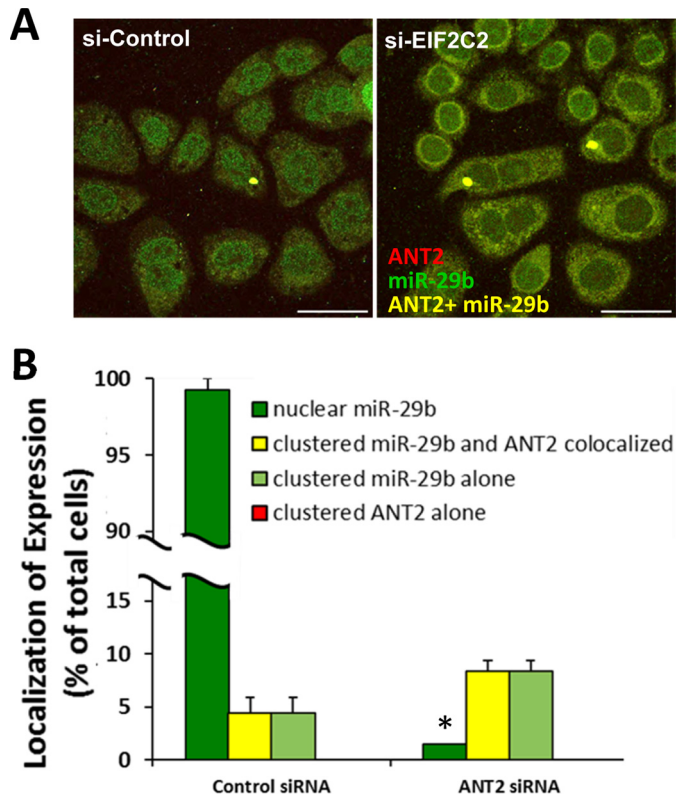 A
si-Control
si-EIF2C2
ANT2
miR-29b
ANT2+ miR-29b
B
Localization of Expression
(% of total cells)
100
95
90
15
10
5
0
nuclear miR-29b
clustered miR-29b and ANT2 colocalized
clustered miR-29b alone
clustered ANT2 alone
*
Control siRNA
ANT2 siRNA